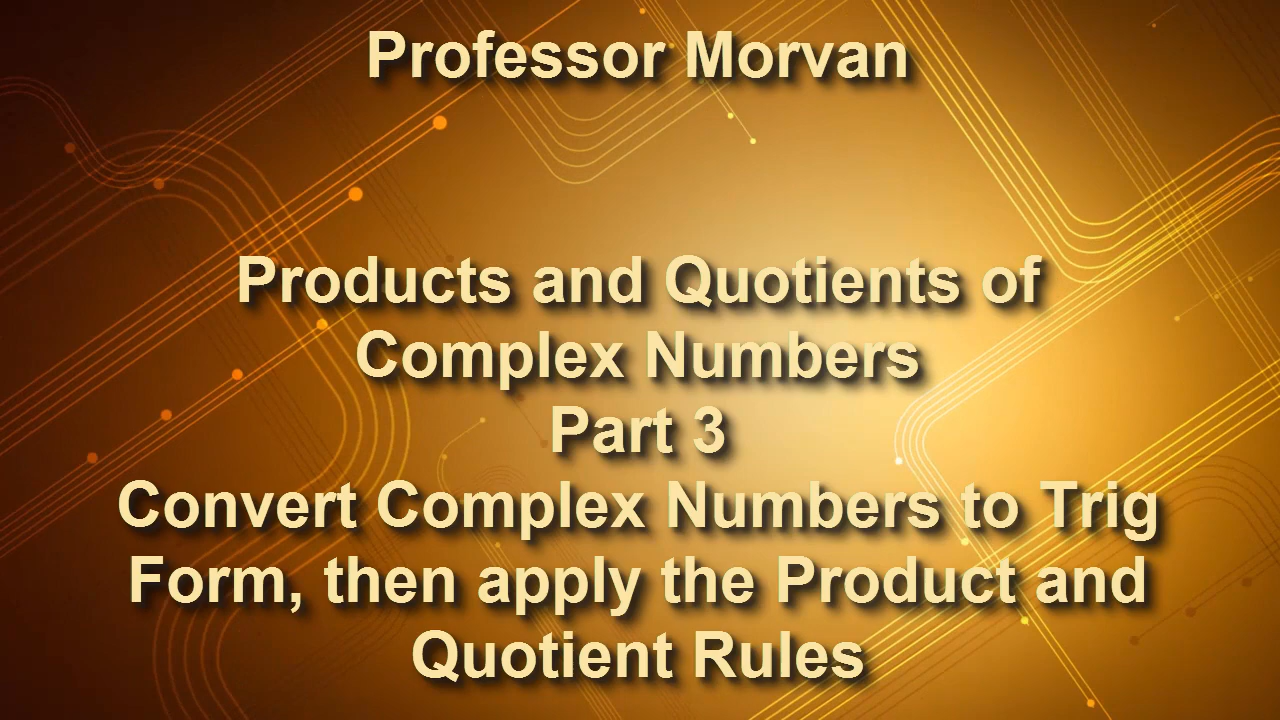 Professor Morvan
Products and Quotients of
Complex Numbers
Part 3
Convert Complex Numbers to Trig
Form, then apply the Product and
Quotient Rules